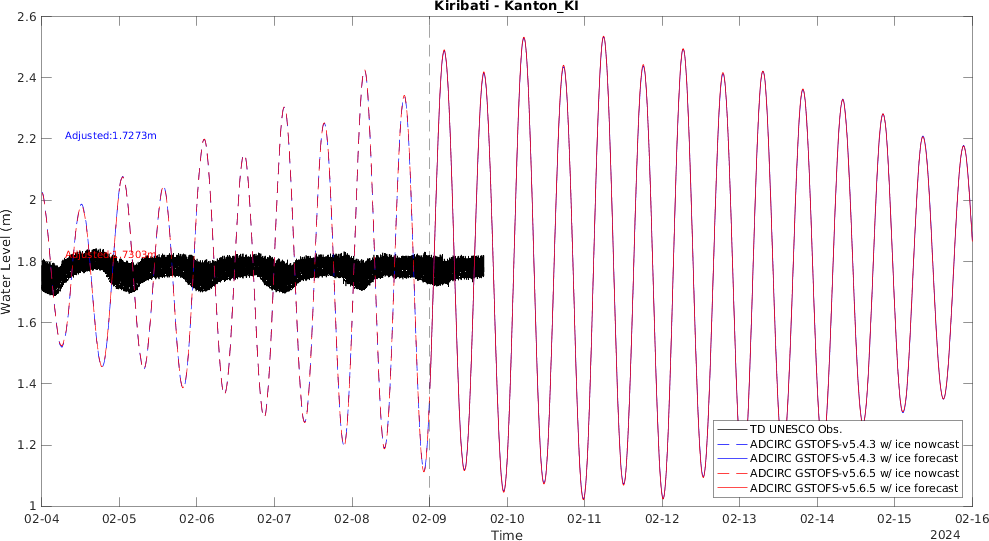 Kiribati - Kanton_KI
2.6
2.4
2.2
2
1.8
1.6
1.4
1.2
1
Water Level (m)
Adjusted:1.7273m
Adjusted:1.7303m
TD UNESCO Obs.
ADCIRC GSTOFS-v5.4.3 w/ ice nowcast
ADCIRC GSTOFS-v5.4.3 w/ ice forecast
ADCIRC GSTOFS-v5.6.5 w/ ice nowcast
ADCIRC GSTOFS-v5.6.5 w/ ice forecast
02-04 02-05 02-06 02-07 02-08 02-09 02-10 02-11 02-12 02-13 02-14 02-15 02-16
Time
2024